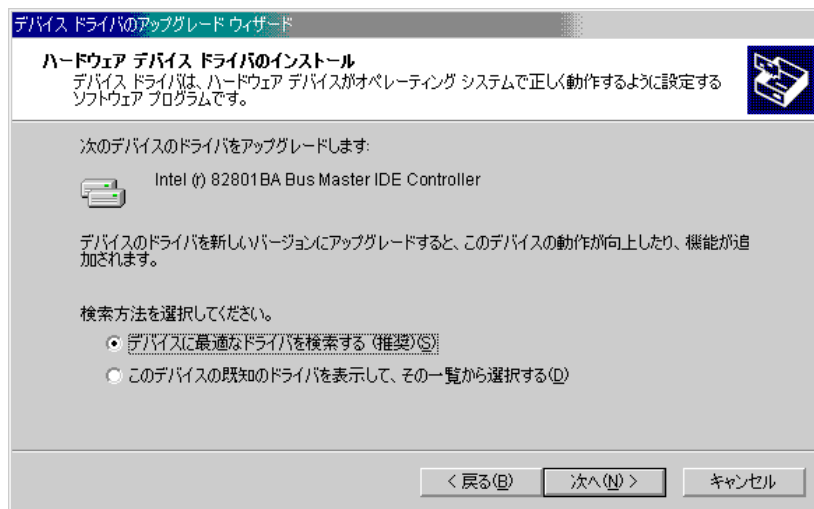 デバイス ドライバのアップグレード ウィザード
ハードウェア デバイス ドライバのインストール
デバイス ドライバは、ハードウェア デバイスがオペレーティング システムで正しく動作するように設定する
ソフトウェア プログラムです。
次のデバイスのドライバをアップグレードします:
Intel (r) 82801BA Bus Master IDE Controller
デバイスのドライバを新しいバージョンにアップグレードすると、このデバイスの動作が向上したり、機能が追
加されます。
検索方法を選択してください。
デバイスに最適なドライバを検索する (推奨)(S)
このデバイスの既知のドライバを表示して、その一覧から選択する(D)
< 戻る(B) 次へ(N) > キャンセル